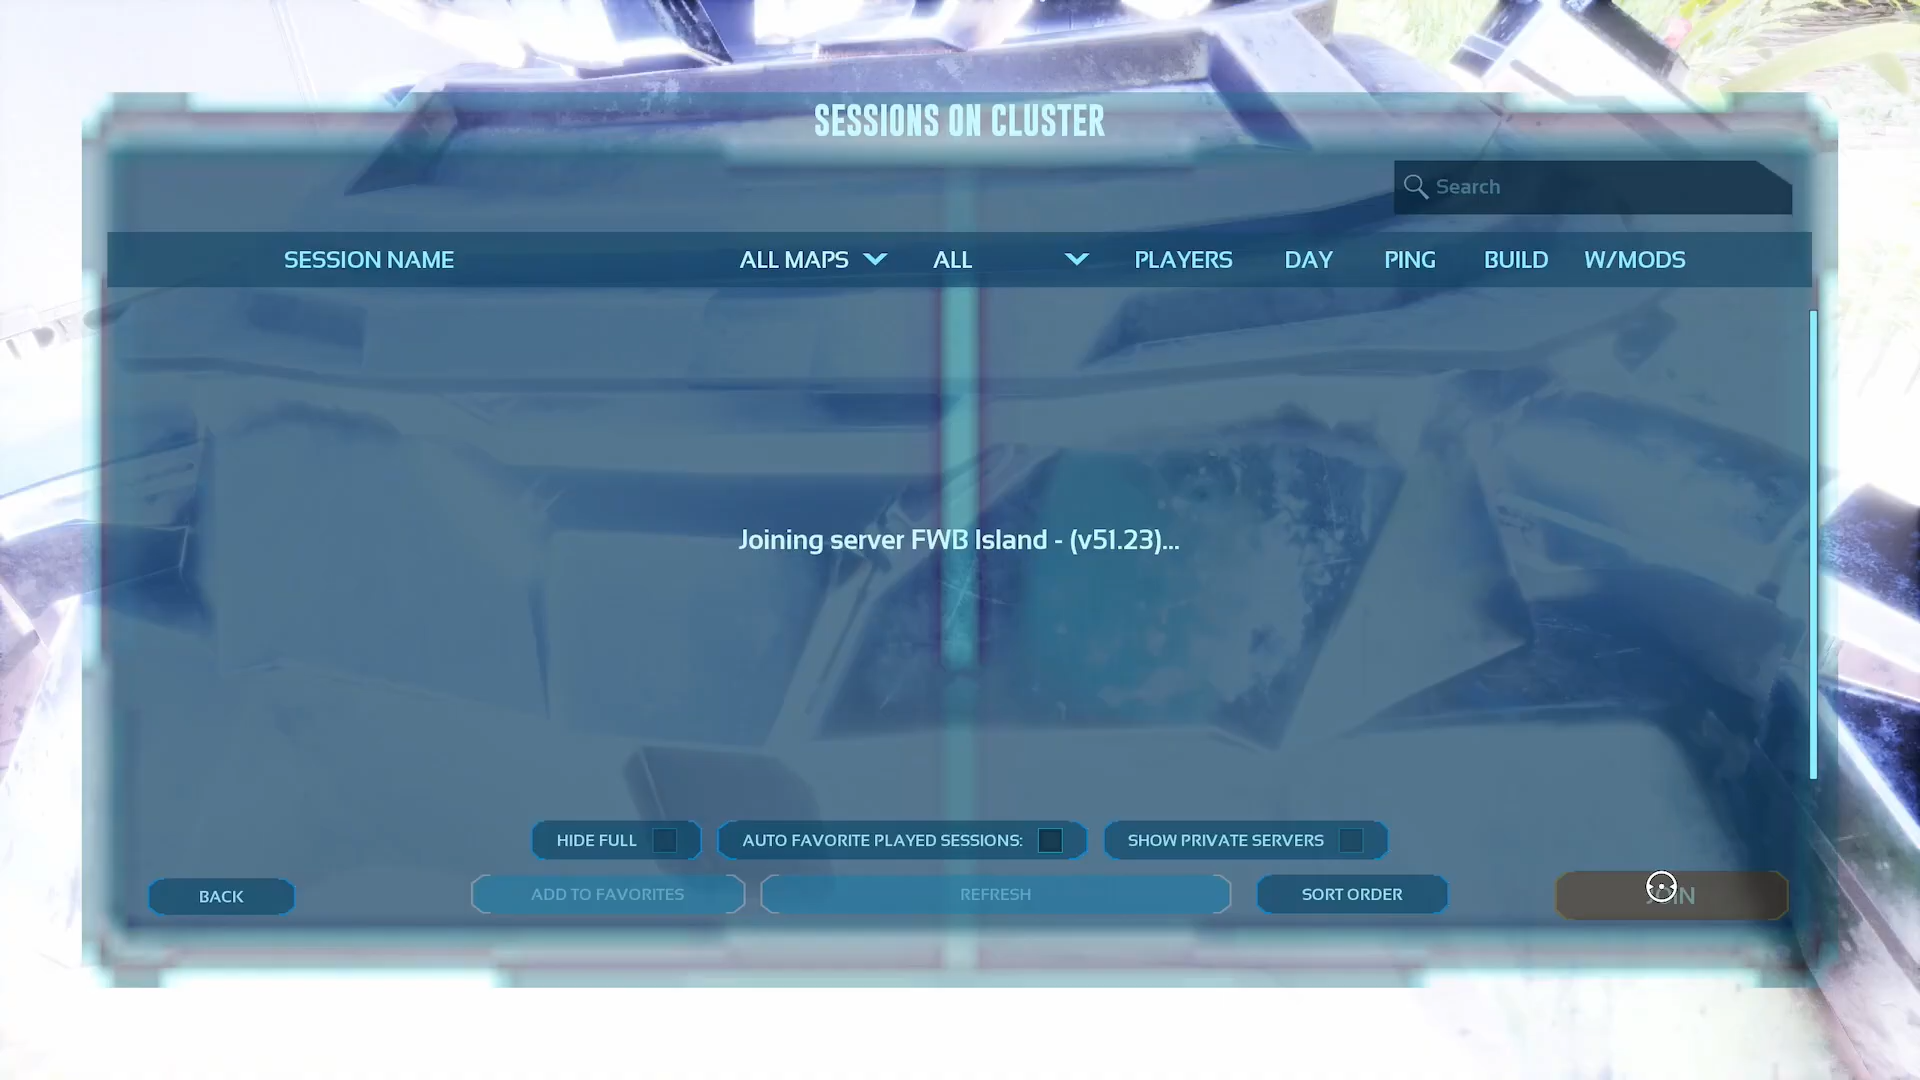 SESSIONS ON CLUSTER
Search
SESSION NAME ALL MAPS ALL PLAYERS DAY PING BUILD W/MODS
Joining server FWB Island - (v51.23)...
HIDE FULL AUTO FAVORITE PLAYED SESSIONS: SHOW PRIVATE SERVERS
BACK ADD TO FAVORITES REFRESH SORT ORDER JOIN